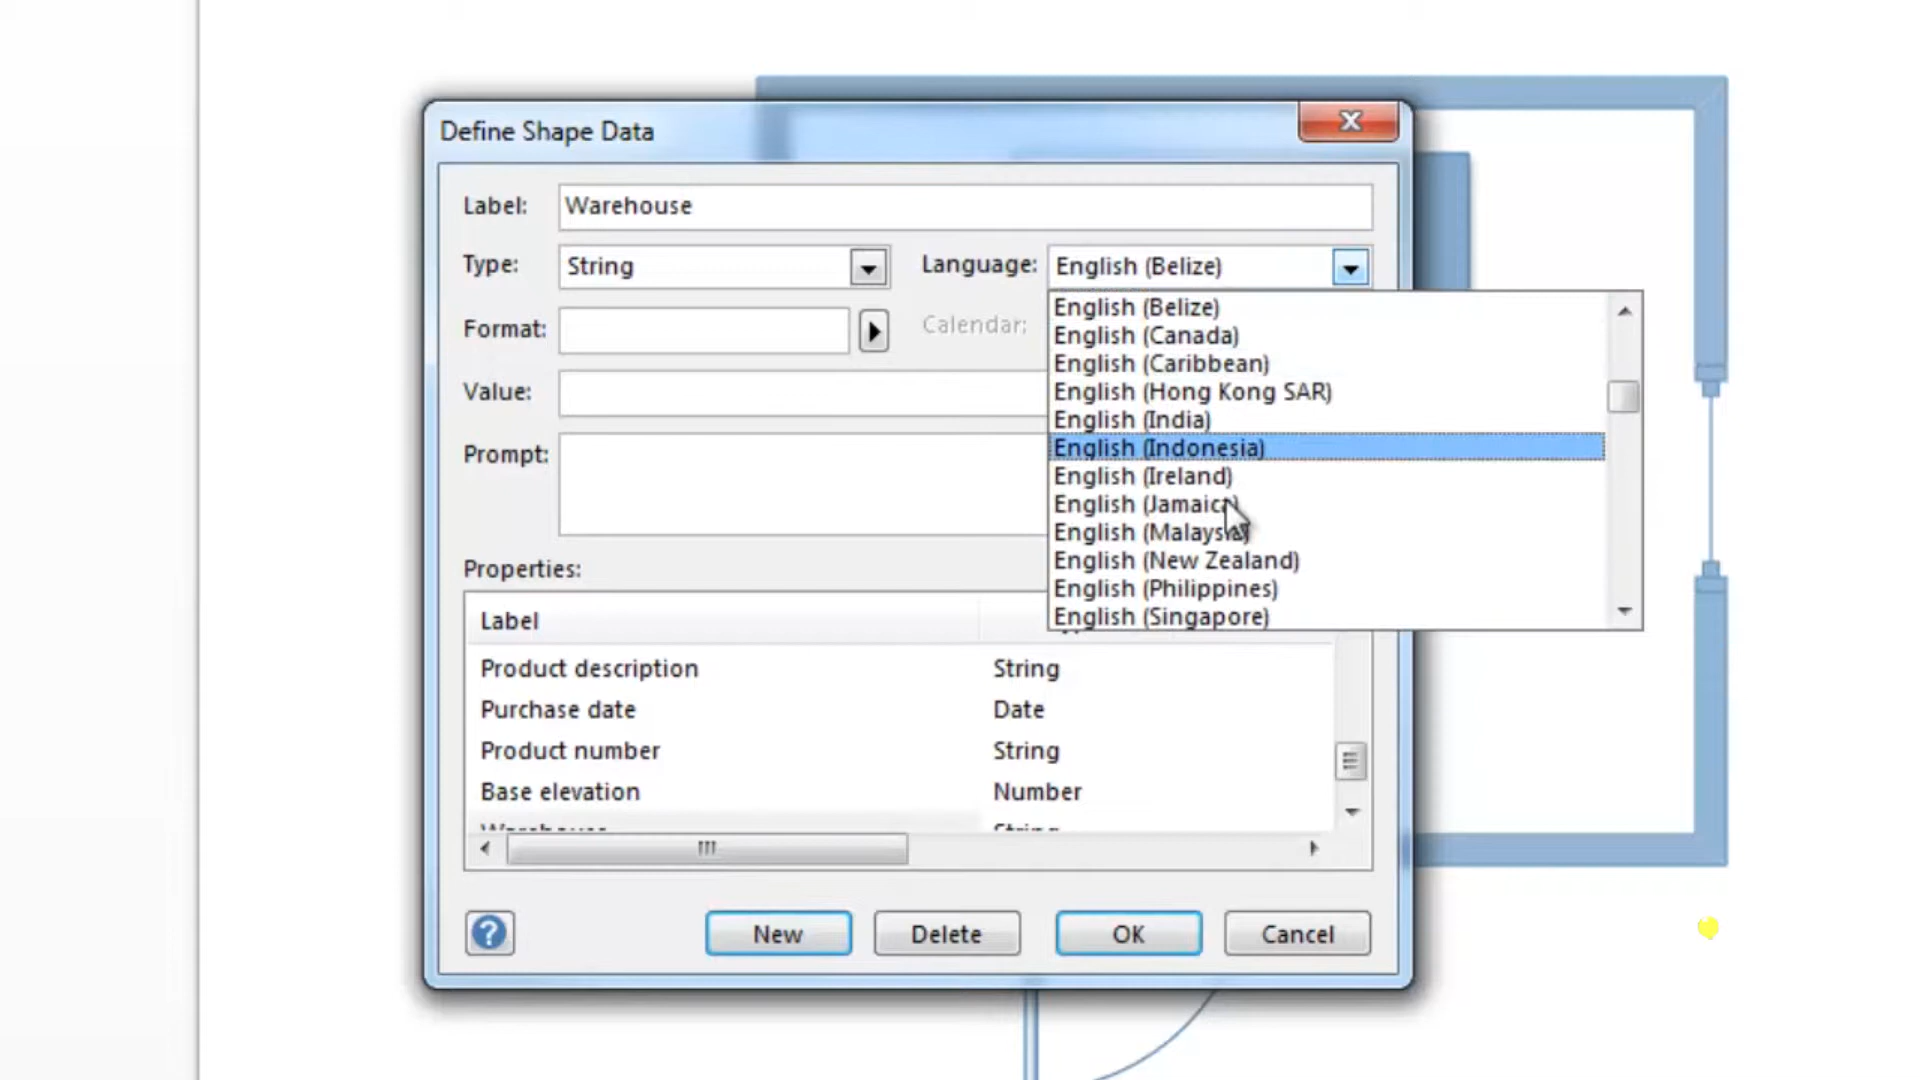 Define Shape Data
Label: Warehouse
Type: String Language: English (Belize)
Format: Calendar:
Value:
Prompt:
English (Belize)
English (Canada)
English (Caribbean)
English (Hong Kong SAR)
English (India)
English (Indonesia)
English (Ireland)
English (Jamaica)
English (Malaysia)
English (New Zealand)
English (Philippines)
English (Singapore)
Properties:
Label
Product description String
Purchase date Date
Product number String
Base elevation Number
Warehouse String
New Delete OK Cancel